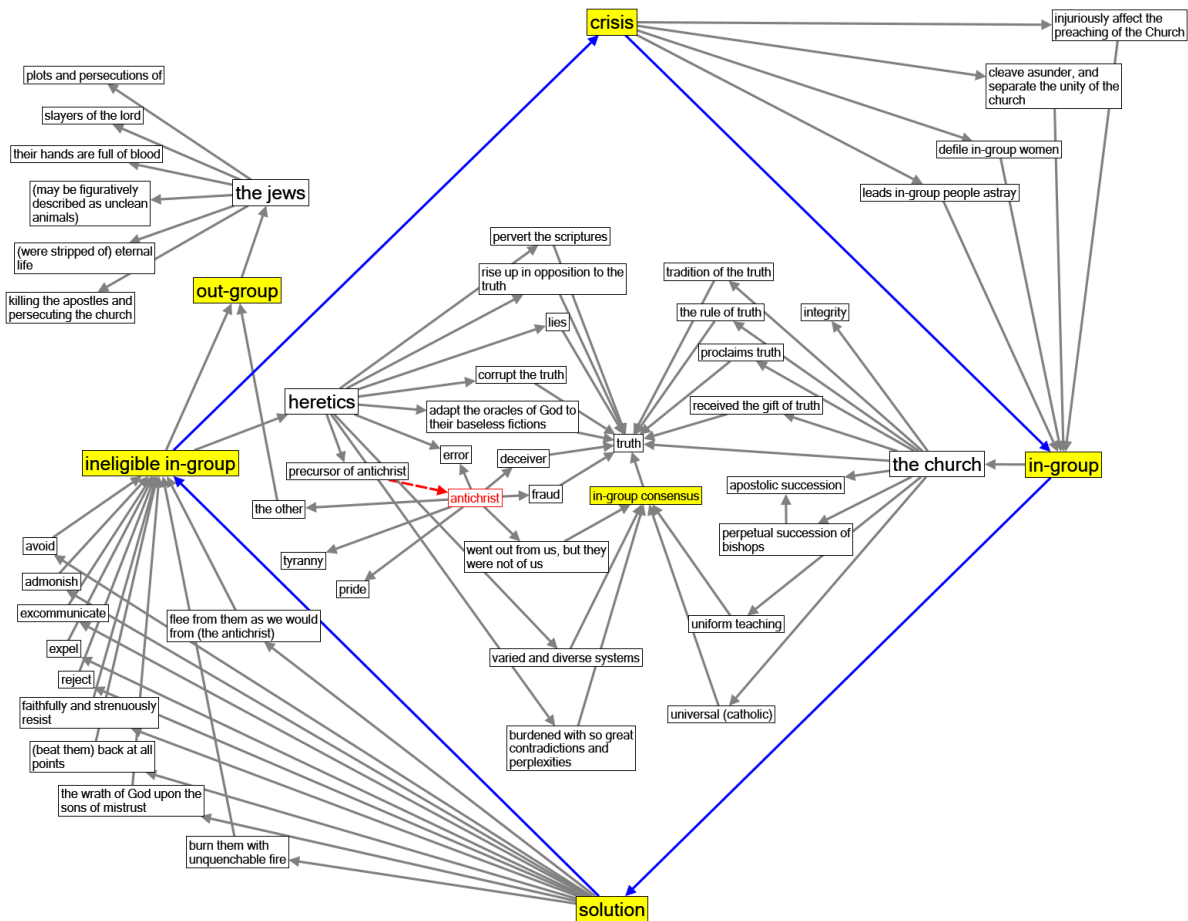 crisis
injuriously affect the
preaching of the Church
plots and persecutions of
cleave asunder, and
separate the unity of the
church
slayers of the lord
their hands are full of blood
defile in-group women
(may be figuratively
described as unclean
animals)
the jews
leads in-group people astray
pervert the scriptures
(were stripped of) eternal
life
rise up in opposition to the
truth
tradition of the truth
out-group
killing the apostles and
persecuting the church
the rule of truth
integrity
lies
proclaims truth
corrupt the truth
heretics
adapt the oracles of God to
their baseless fictions
received the gift of truth
truth
error
deceiver
ineligible in-group
precursor of antichrist
the church
in-group
antichrist
fraud
in-group consensus
apostolic succession
the other
perpetual succession of
bishops
avoid
tyranny
went out from us, but they
were not of us
admonish
pride
excommunicate
flee from them as we would
from (the antichrist)
uniform teaching
expel
varied and diverse systems
reject
faithfully and strenuously
resist
universal (catholic)
burdened with so great
contradictions and
perplexities
(beat them) back at all
points
the wrath of God upon the
sons of mistrust
burn them with
unquenchable fire
solution